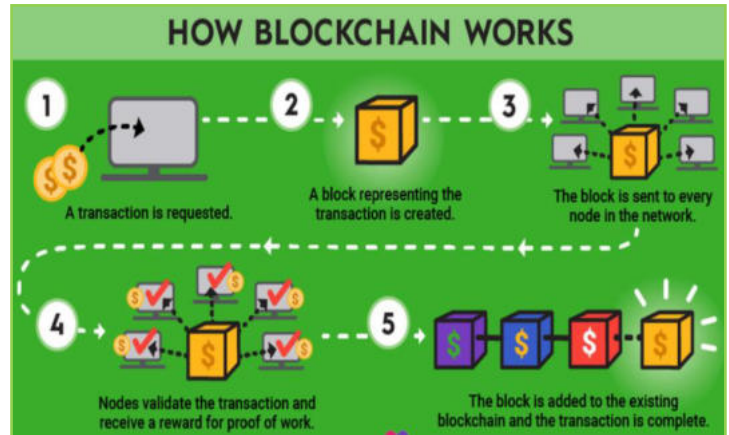 HOW BLOCKCHAIN WORKS
1
2
3
$ $
$
$
A transaction is requested.
A block representing the
transaction is created.
The block is sent to every
node in the network.
4
5
$ $ $ $ $
$
$ $ $ $
Nodes validate the transaction and
receive a reward for proof of work.
The block is added to the existing
blockchain and the transaction is complete.